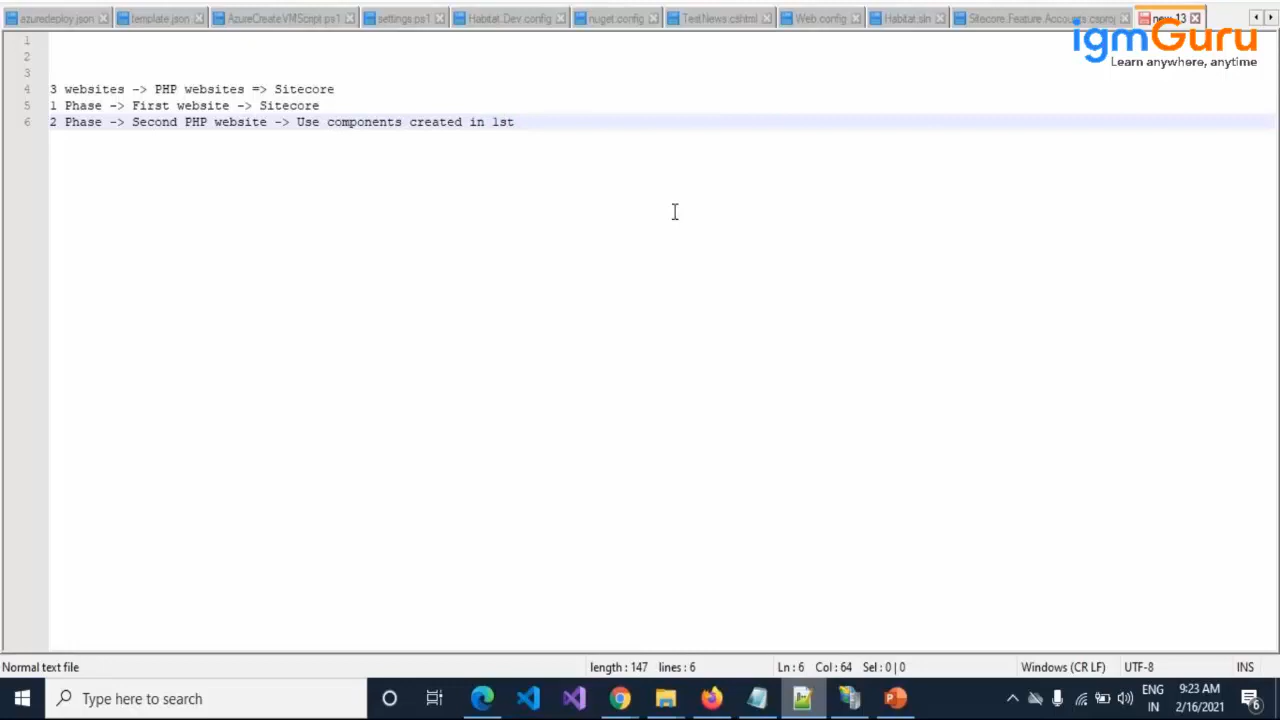 azuredeploy.json template.json AzureCreateVMScript.ps1 settings.ps1 Habitat.Dev.config nuget.config TestNews.cshtml Web.config Habitat.sln Sitecore.Feature.Accounts.csproj new 13
igmGuru
Learn anywhere, anytime
1
2
3
4 3 websites -> PHP websites => Sitecore
5 1 Phase -> First website -> Sitecore
6 2 Phase -> Second PHP website -> Use components created in 1st
Normal text file length : 147 lines : 6 Ln : 6 Col : 64 Sel : 0 | 0 Windows (CR LF) UTF-8 INS
Type here to search
ENG 9:23 AM
IN 2/16/2021 6